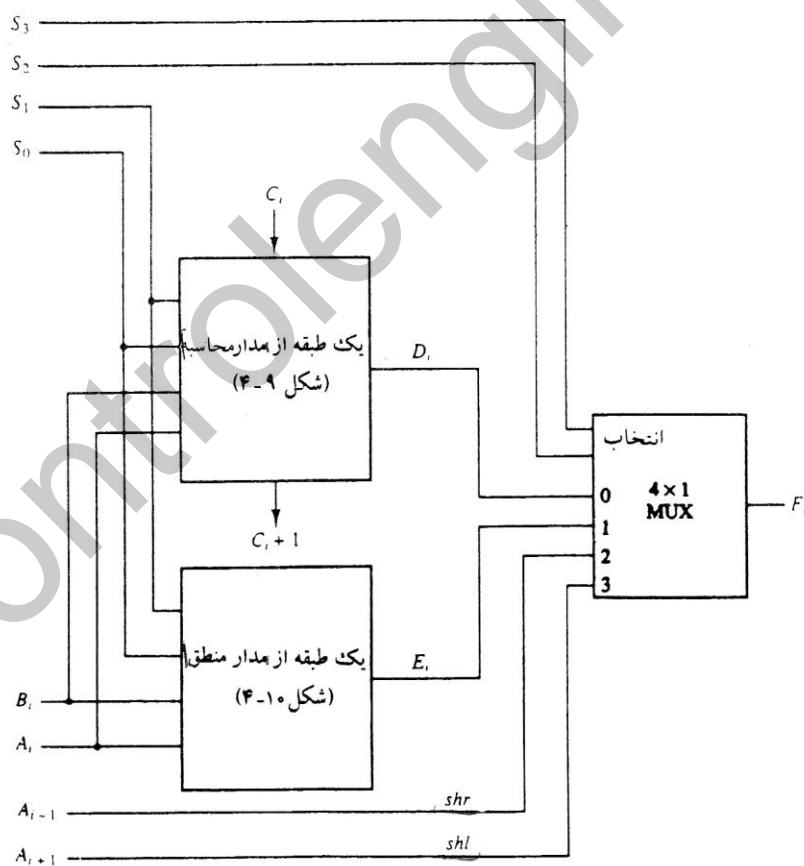 S₃
S₂
S₁
S₀
Cᵢ
یک طبقه از مدار محاسبه
(شکل ۹-۴)
Dᵢ
Cᵢ + 1
انتخاب
4 × 1
MUX
0
1
2
3
Fᵢ
یک طبقه از مدار منطق
(شکل ۱۰-۴)
Eᵢ
Bᵢ
Aᵢ
Aᵢ₋₁
shr
Aᵢ₊₁
shl
controlengi